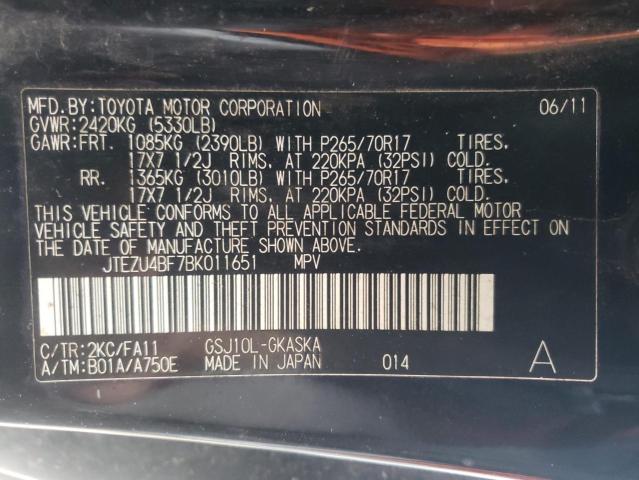 MFD.BY:TOYOTA MOTOR CORPORATION 06/11
GVWR:2420KG (5330LB)
GAWR:FRT. 1085KG (2390LB) WITH P265/70R17 TIRES,
17X7 1/2J RIMS, AT 220KPA (32PSI) COLD.
RR. 1365KG (3010LB) WITH P265/70R17 TIRES,
17X7 1/2J RIMS, AT 220KPA (32PSI) COLD.
THIS VEHICLE CONFORMS TO ALL APPLICABLE FEDERAL MOTOR
VEHICLE SAFETY AND THEFT PREVENTION STANDARDS IN EFFECT ON
THE DATE OF MANUFACTURE SHOWN ABOVE.
JTEZU4BF7BK011651 MPV
C/TR:2KC/FA11 GSJ10L-GKASKA
A/TM:B01A/A750E MADE IN JAPAN 014 A